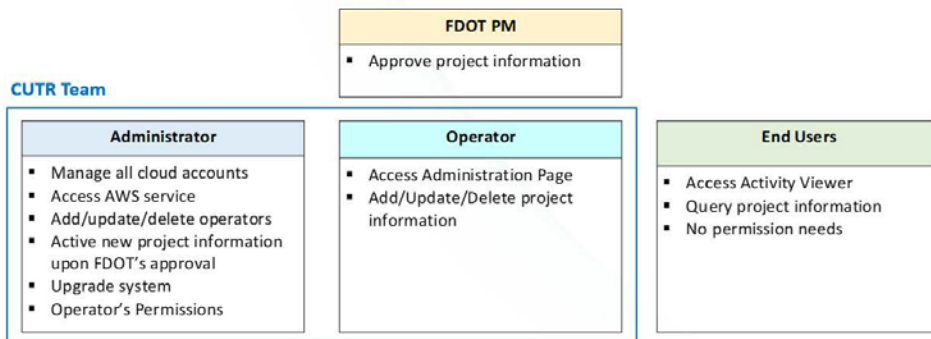 FDOT PM
▪ Approve project information
CUTR Team
Administrator
▪ Manage all cloud accounts
▪ Access AWS service
▪ Add/update/delete operators
▪ Active new project information
upon FDOT's approval
▪ Upgrade system
▪ Operator's Permissions
Operator
▪ Access Administration Page
▪ Add/Update/Delete project
information
End Users
▪ Access Activity Viewer
▪ Query project information
▪ No permission needs